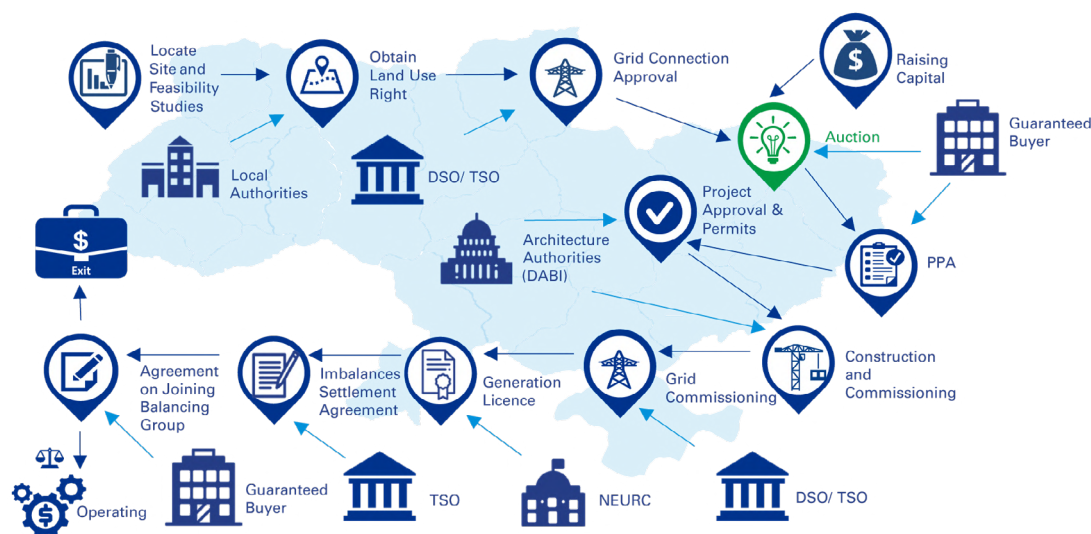 Locate
Site and
Feasibility
Studies
Obtain
Land Use
Right
Grid Connection
Approval
$
Raising
Capital
Auction
Guaranteed
Buyer
Local
Authorities
DSO/ TSO
Project
Approval &
Permits
Architecture
Authorities
(DABI)
PPA
$
Exit
Agreement
on Joining
Balancing
Group
Imbalances
Settlement
Agreement
Generation
Licence
Grid
Commissioning
Construction
and
Commissioning
$
Operating
Guaranteed
Buyer
TSO
NEURC
DSO/ TSO